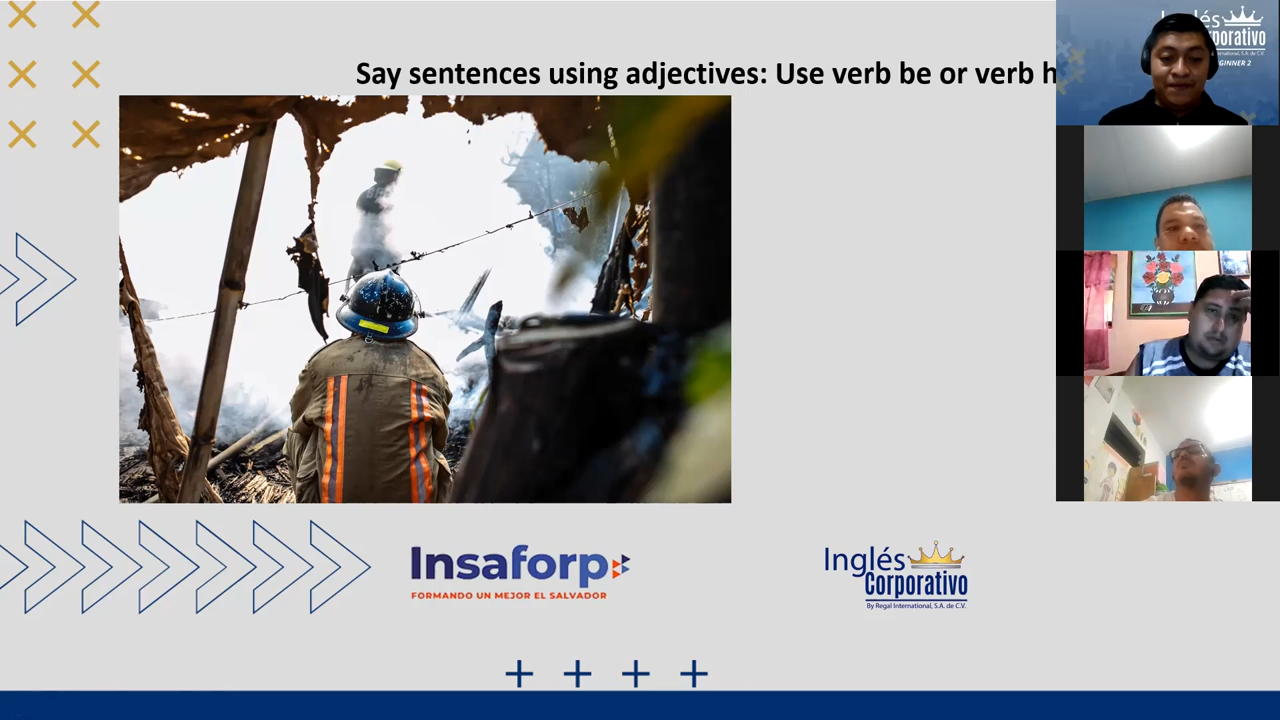 Say sentences using adjectives: Use verb be or verb h
Inglés
Corporativo
Insaforp
FORMANDO UN MEJOR EL SALVADOR
Inglés
Corporativo
By Regal International, S.A. de C.V.